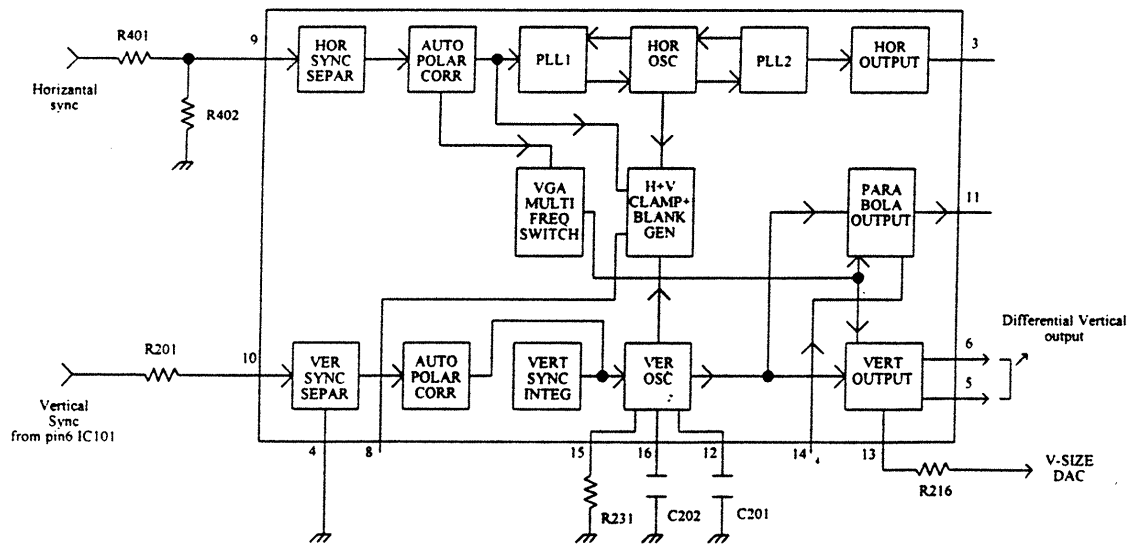 R401
9
HOR
SYNC
SEPAR
AUTO
POLAR
CORR
PLL1
HOR
OSC
PLL2
HOR
OUTPUT
3
Horizantal
sync
R402
VGA
MULTI
FREQ
SWITCH
H+V
CLAMP+
BLANK
GEN
PARA
BOLA
OUTPUT
11
Differential Vertical
output
R201
10
VER
SYNC
SEPAR
AUTO
POLAR
CORR
VERT
SYNC
INTEG
VER
OSC
VERT
OUTPUT
6
5
Vertical
Sync
from pin6 IC101
4
8
15
16
12
14
13
R231
C202
C201
R216
V-SIZE
DAC